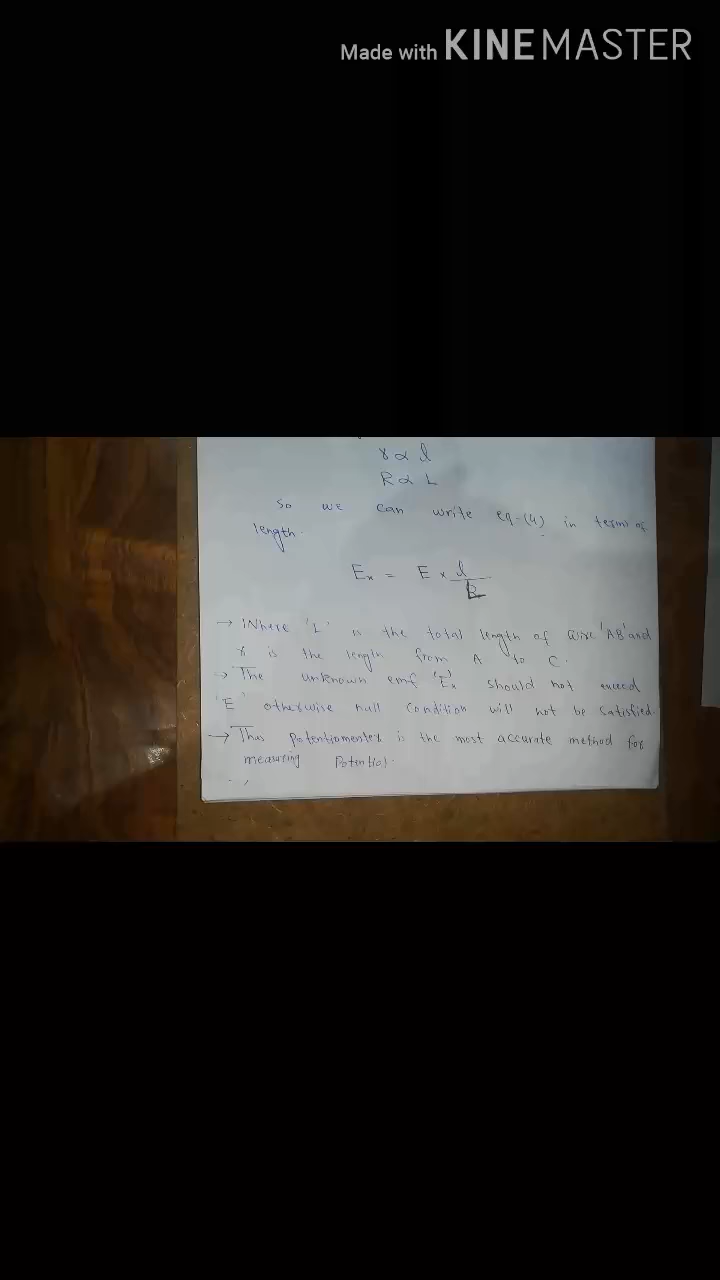 Made with KINEMASTER
r ∝ l
R ∝ L
So we can write eq-(4) in terms of
length.
Ex = E × l/L
→ Where 'L' is the total length of wire 'AB' and
r is the length from A to C.
→ The unknown emf 'Ex' should not exceed
'E' otherwise null condition will not be satisfied.
→ Thus potentiomenter is the most accurate method for
measuring Potential.